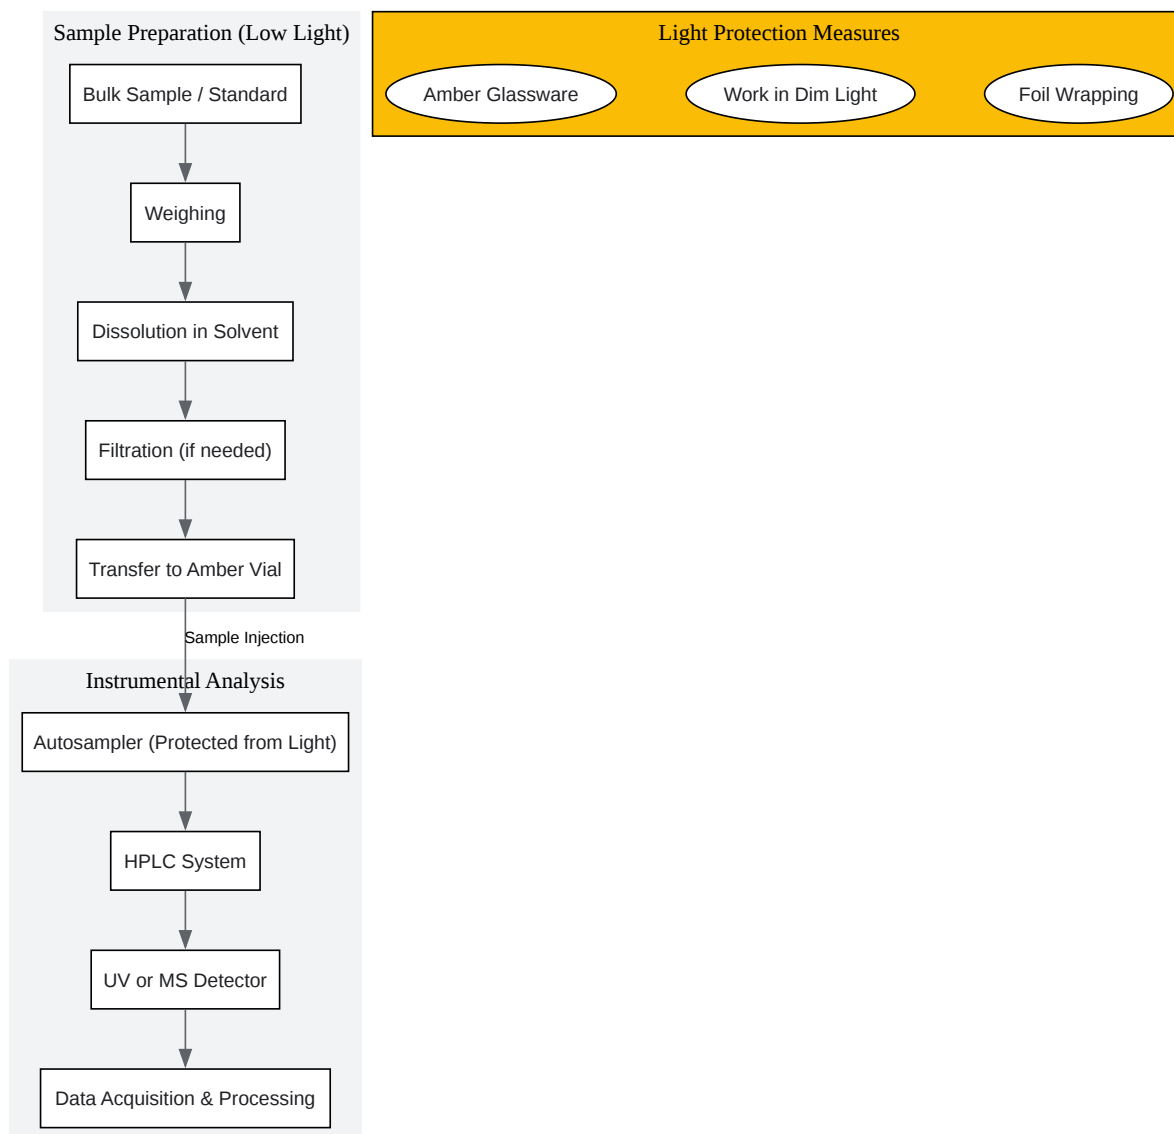 Sample Preparation (Low Light)
Bulk Sample / Standard
Weighing
Dissolution in Solvent
Filtration (if needed)
Transfer to Amber Vial
Sample Injection
Instrumental Analysis
Autosampler (Protected from Light)
HPLC System
UV or MS Detector
Data Acquisition & Processing
Light Protection Measures
Amber Glassware
Work in Dim Light
Foil Wrapping